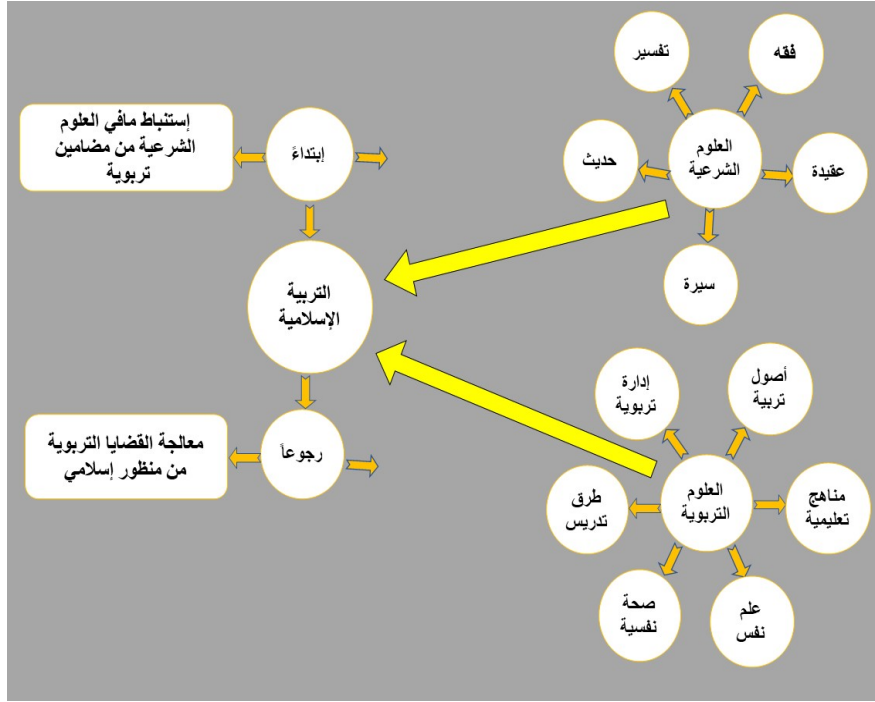 فقه
تفسير
العلوم
الشرعية
عقيدة
حديث
سيرة
إبتداءً
إستنباط مافي العلوم
الشرعية من مضامين
تربوية
التربية
الإسلامية
رجوعاً
معالجة القضايا التربوية
من منظور إسلامي
أصول
تربية
إدارة
تربوية
العلوم
التربوية
مناهج
تعليمية
طرق
تدريس
علم
نفس
صحة
نفسية